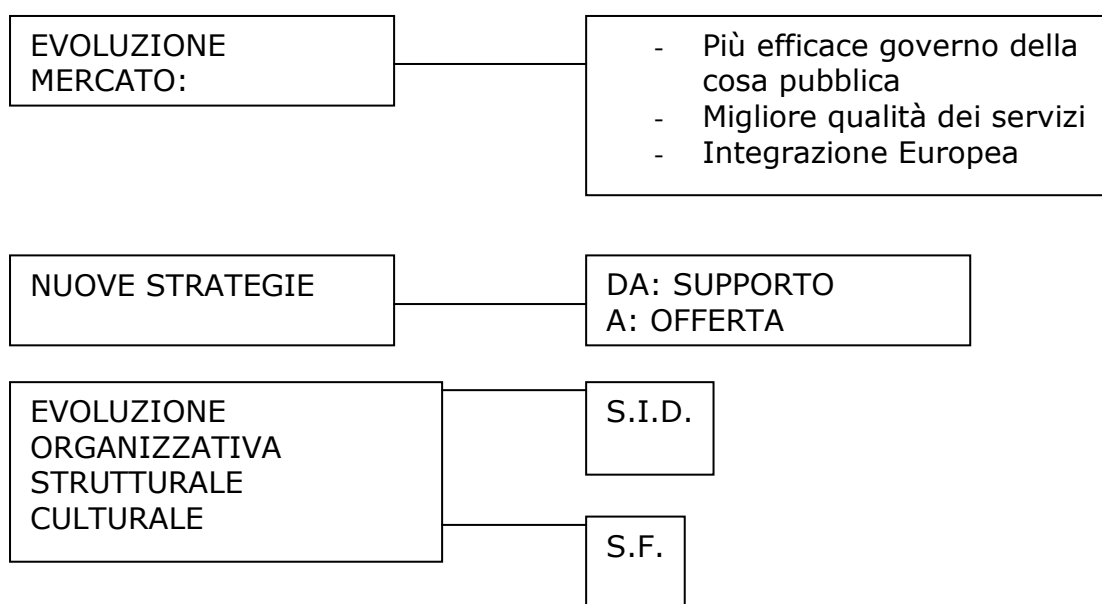 EVOLUZIONE
MERCATO:
- Più efficace governo della
cosa pubblica
- Migliore qualità dei servizi
- Integrazione Europea
NUOVE STRATEGIE
DA: SUPPORTO
A: OFFERTA
EVOLUZIONE
ORGANIZZATIVA
STRUTTURALE
CULTURALE
S.I.D.
S.F.